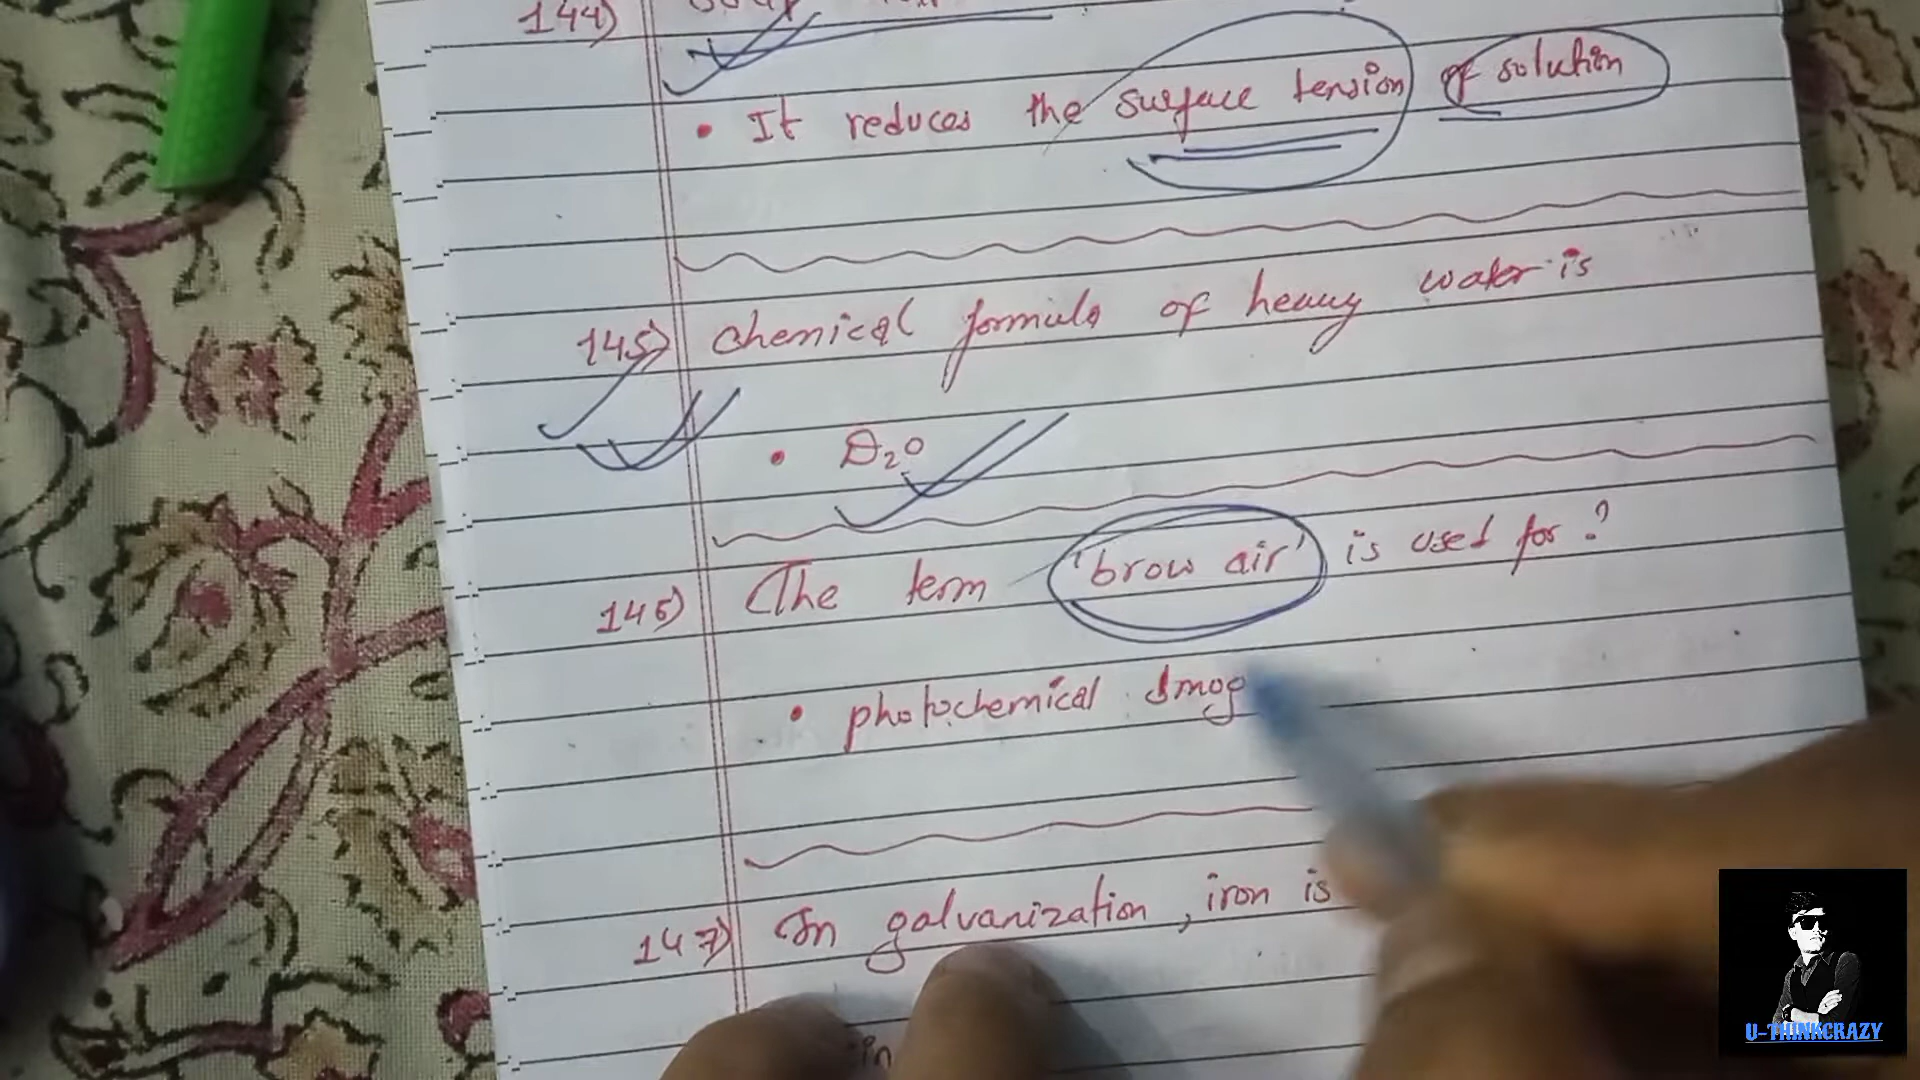 144)
• It reduces the surface tension of solution
145) Chemical formula of heavy water is
• D₂O
146) The term 'brow air' is used for?
• photochemical smog
147) In galvanization, iron is
in
U-THINKCRAZY